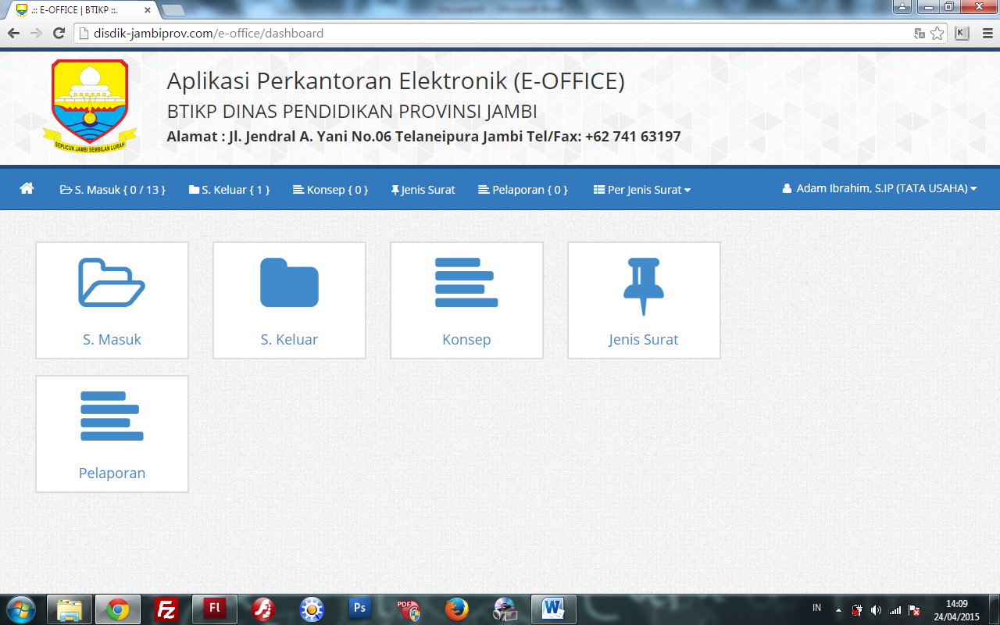 .:: E-OFFICE | BTIKP ::.
disdik-jambiprov.com/e-office/dashboard
Aplikasi Perkantoran Elektronik (E-OFFICE)
BTIKP DINAS PENDIDIKAN PROVINSI JAMBI
Alamat : Jl. Jendral A. Yani No.06 Telaneipura Jambi Tel/Fax: +62 741 63197
SEPUCUK JAMBI SEMBILAN LURAH
S. Masuk { 0 / 13 } S. Keluar { 1 } Konsep { 0 } Jenis Surat Pelaporan { 0 } Per Jenis Surat Adam Ibrahim, S.IP (TATA USAHA)
S. Masuk S. Keluar Konsep Jenis Surat
Pelaporan
Fz Fl Ps PDF W IN 14:09
24/04/2015